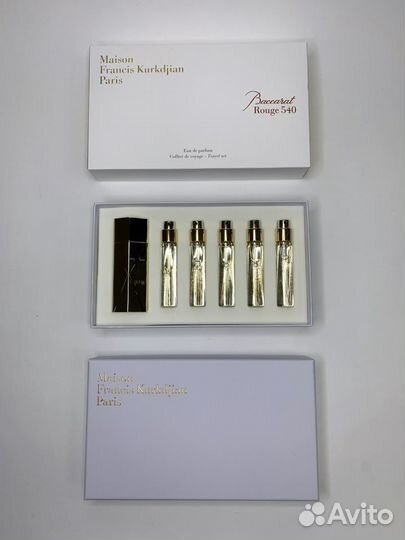 Maison
Francis Kurkdjian
Paris
Baccarat
Rouge 540
Eau de parfum
Coffret de voyage - Travel set
Maison
Francis Kurkdjian
Paris
Avito